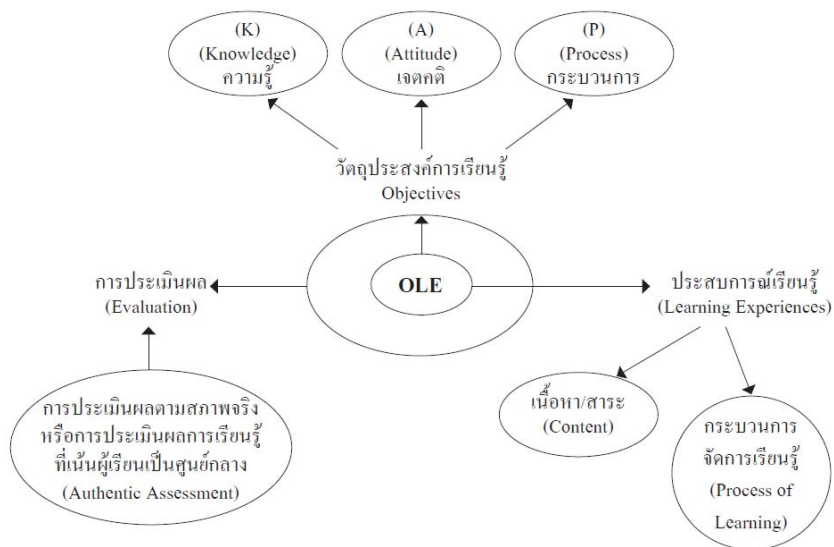 (K)
(Knowledge)
ความรู้
(A)
(Attitude)
เจตคติ
(P)
(Process)
กระบวนการ
วัตถุประสงค์การเรียนรู้
Objectives
OLE
การประเมินผล
(Evaluation)
ประสบการณ์เรียนรู้
(Learning Experiences)
การประเมินผลตามสภาพจริง
หรือการประเมินผลการเรียนรู้
ที่เน้นผู้เรียนเป็นศูนย์กลาง
(Authentic Assessment)
เนื้อหา/สาระ
(Content)
กระบวนการ
จัดการเรียนรู้
(Process of
Learning)